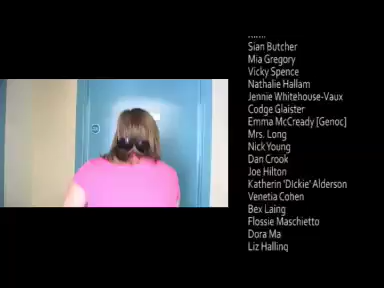 Sian Butcher
Mia Gregory
Vicky Spence
Nathalie Hallam
Jennie Whitehouse-Vaux
Codge Glaister
Emma McCready [Genoc]
Mrs. Long
Nick Young
Dan Crook
Joe Hilton
Katherin 'DIckie' Alderson
Venetia Cohen
Bex Laing
Flossie Maschietto
Dora Ma
Liz Halling